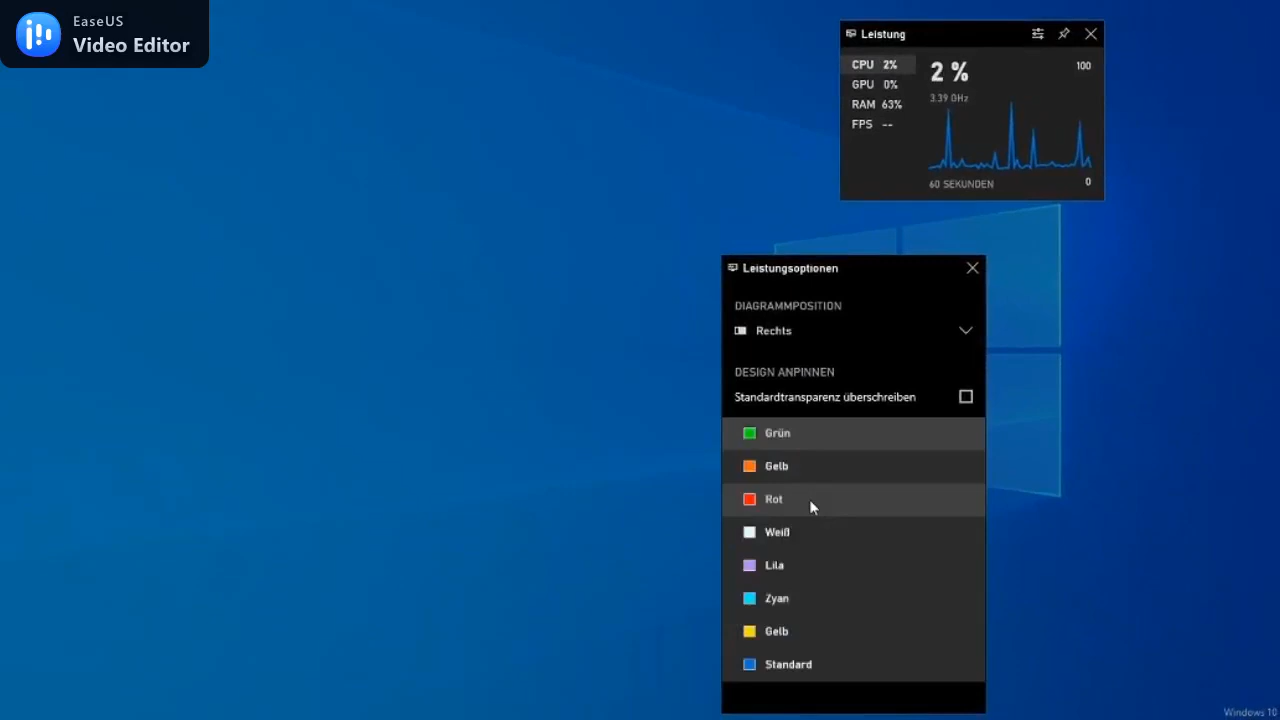 EaseUS
Video Editor
Leistung
CPU 2%
GPU 0%
RAM 63%
FPS --
2 %
3.39 GHz
100
60 SEKUNDEN
0
Leistungsoptionen
DIAGRAMMPOSITION
Rechts
DESIGN ANPINNEN
Standardtransparenz überschreiben
Grün
Gelb
Rot
Weiß
Lila
Zyan
Gelb
Standard
Windows 10